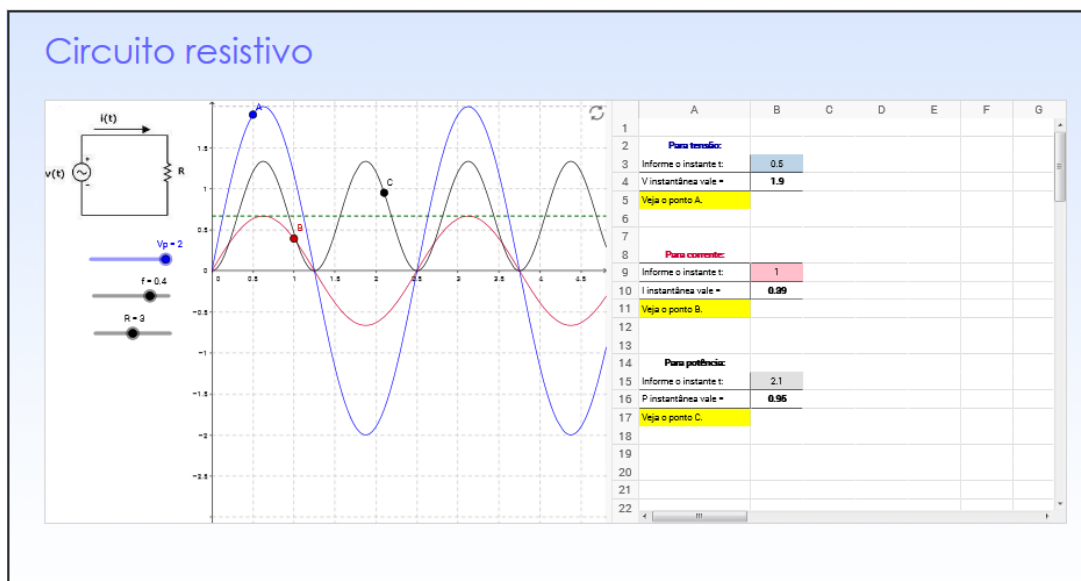 Circuito resistivo
i(t)
v(t)
+
-
R
Vp = 2
f = 0.4
R = 3
A
C
B
1.5
1
0.5
0
0.5
1
1.5
2
2.5
3
3.5
4
4.5
-0.5
-1
-1.5
-2
-2.5
A B C D E F G
1
2 Para tensão:
3 Informe o instante t: 0.5
4 V instantânea vale = 1.9
5 Veja o ponto A.
6
7
8 Para corrente:
9 Informe o instante t: 1
10 I instantânea vale = 0.39
11 Veja o ponto B.
12
13
14 Para potência:
15 Informe o instante t: 2.1
16 P instantânea vale = 0.95
17 Veja o ponto C.
18
19
20
21
22